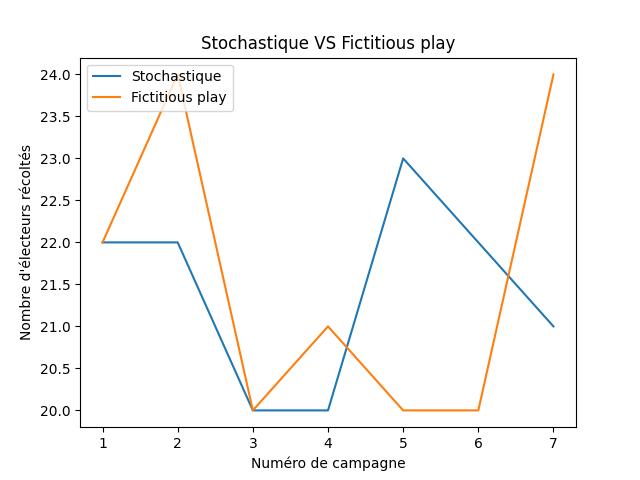 Stochastique VS Fictitious play
Stochastique
Fictitious play
24.0
23.5
23.0
22.5
22.0
21.5
21.0
20.5
20.0
Nombre d'électeurs récoltés
1 2 3 4 5 6 7
Numéro de campagne